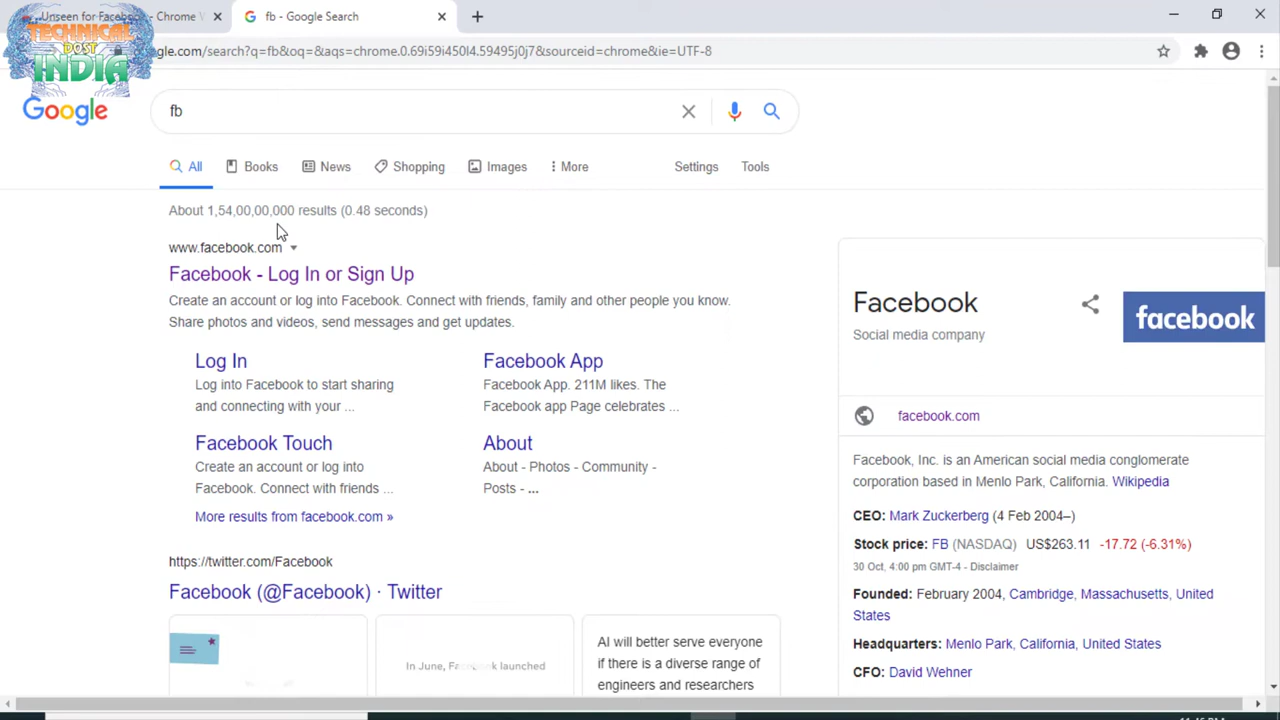 Unseen for Facebook - Chrome
fb - Google Search
TECHNICAL
DOST
INDIA
google.com/search?q=fb&oq=&aqs=chrome.0.69i59i450l4.59495j0j7&sourceid=chrome&ie=UTF-8
Google
fb
All
Books
News
Shopping
Images
More
Settings
Tools
About 1,54,00,00,000 results (0.48 seconds)
www.facebook.com
Facebook - Log In or Sign Up
Create an account or log into Facebook. Connect with friends, family and other people you know.
Share photos and videos, send messages and get updates.
Log In
Log into Facebook to start sharing
and connecting with your ...
Facebook App
Facebook App. 211M likes. The
Facebook app Page celebrates ...
Facebook Touch
Create an account or log into
Facebook. Connect with friends ...
About
About - Photos - Community -
Posts - ...
More results from facebook.com »
https://twitter.com/Facebook
Facebook (@Facebook) · Twitter
In June, Facebook launched
AI will better serve everyone
if there is a diverse range of
engineers and researchers
Facebook
Social media company
facebook
facebook.com
Facebook, Inc. is an American social media conglomerate
corporation based in Menlo Park, California. Wikipedia
CEO: Mark Zuckerberg (4 Feb 2004–)
Stock price: FB (NASDAQ) US$263.11 -17.72 (-6.31%)
30 Oct, 4:00 pm GMT-4 - Disclaimer
Founded: February 2004, Cambridge, Massachusetts, United
States
Headquarters: Menlo Park, California, United States
CFO: David Wehner